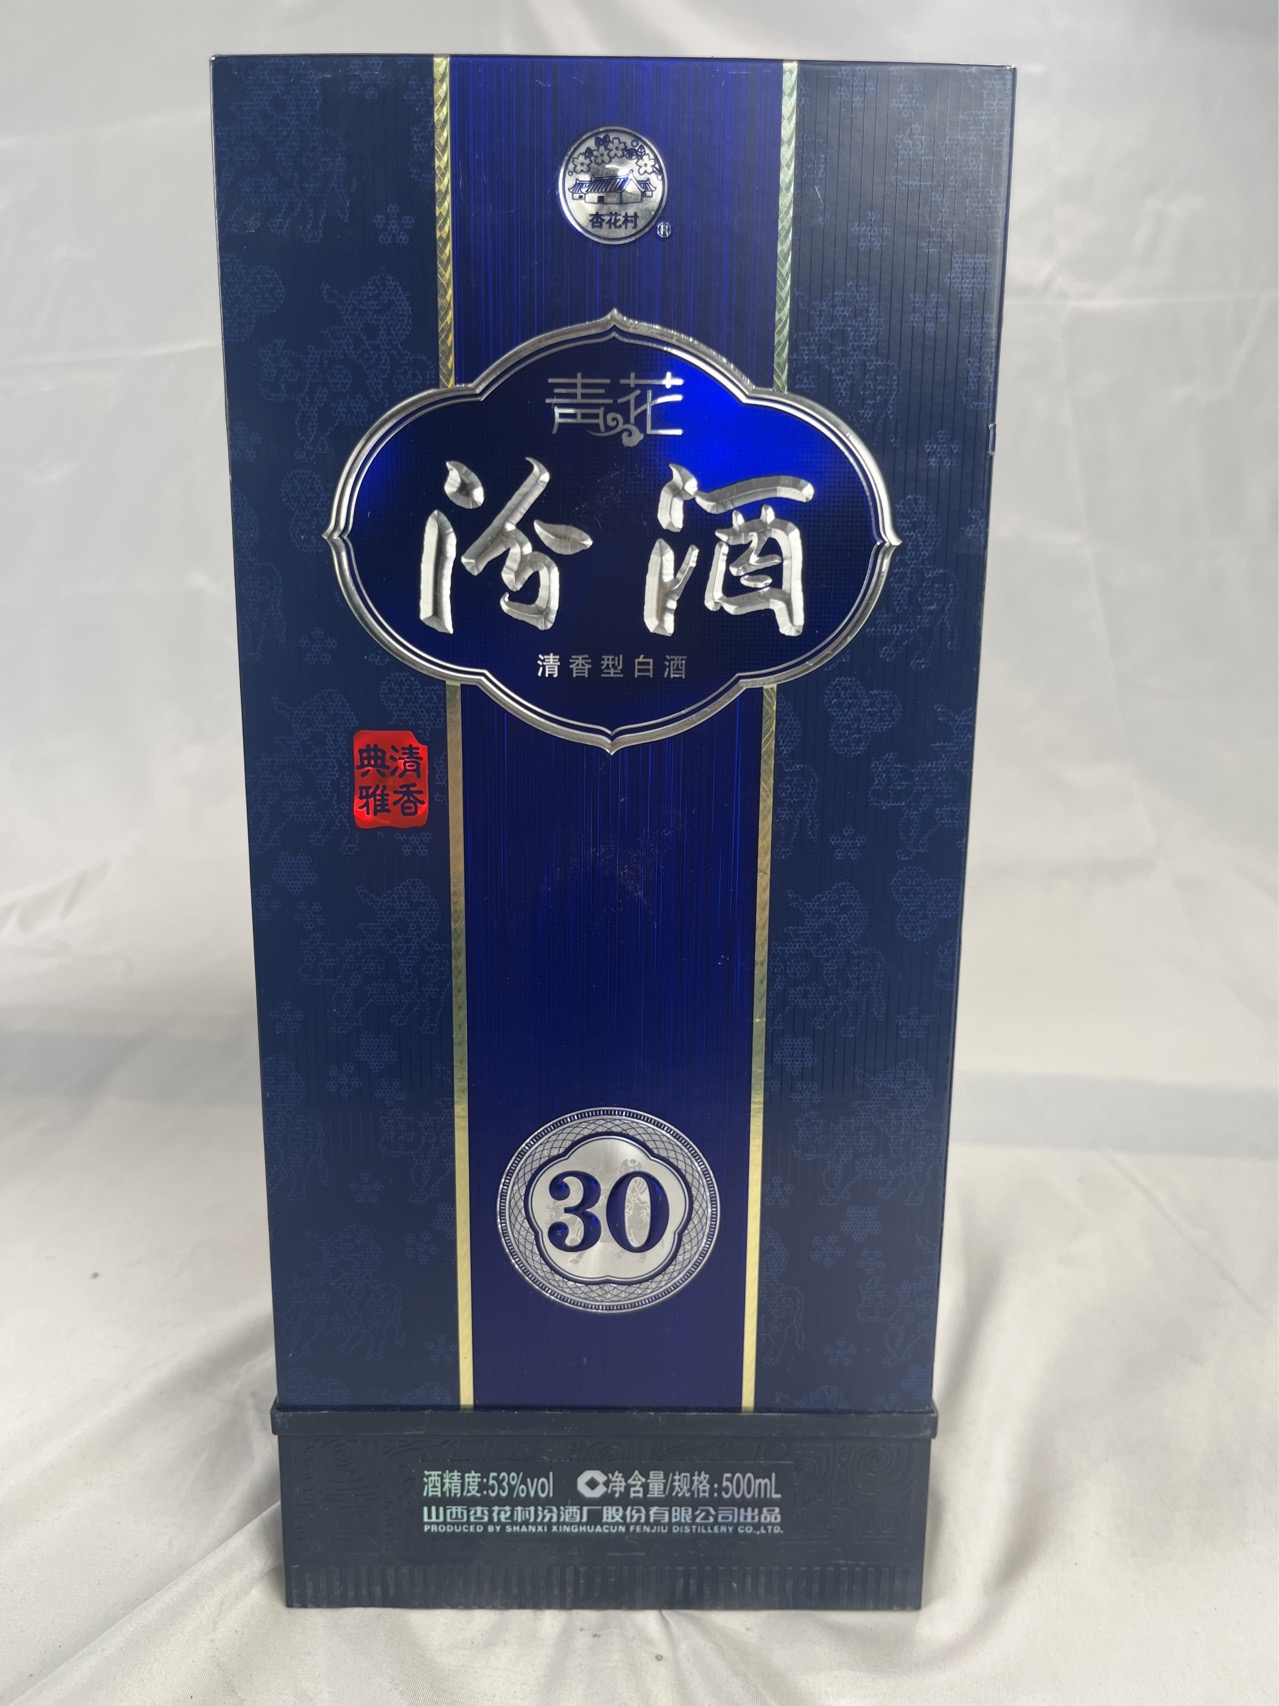 杏花村®
青花
汾酒
清香型白酒
清香
典雅
30
酒精度:53%vol 净含量/规格:500mL
山西杏花村汾酒厂股份有限公司出品
PRODUCED BY SHANXI XINGHUACUN FENJIU DISTILLERY CO.,LTD.